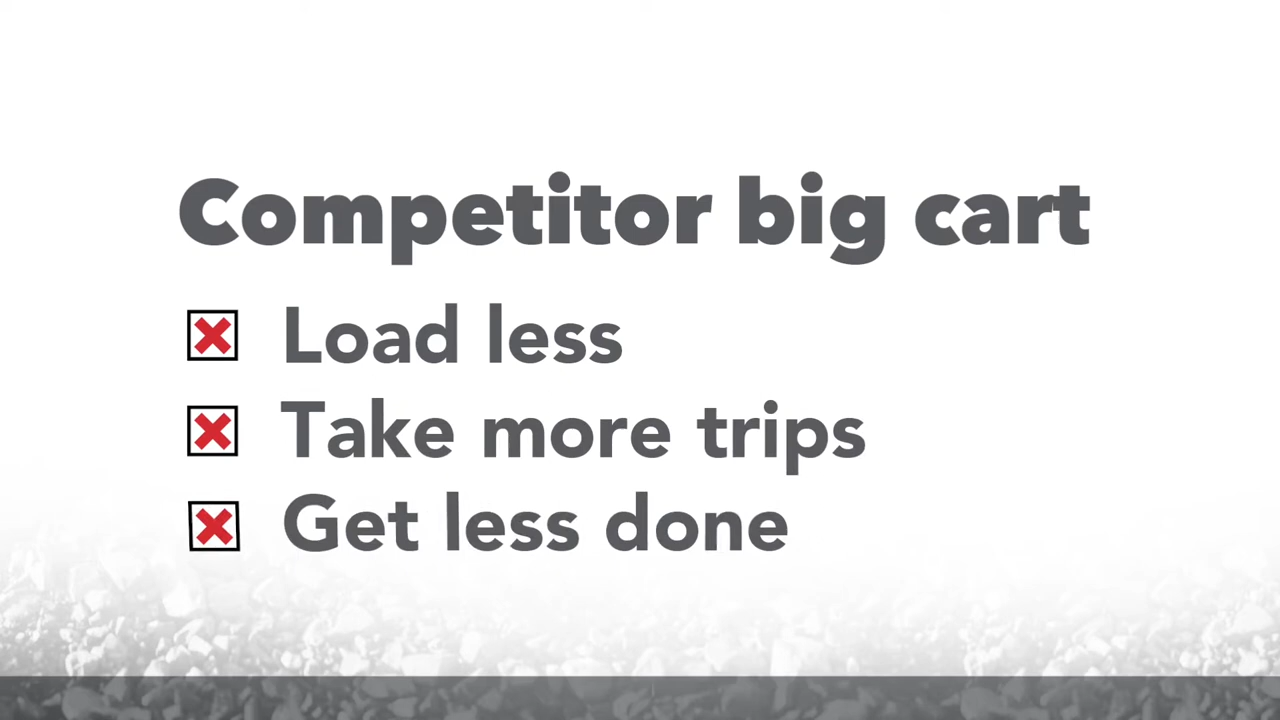 Competitor big cart
Load less
Take more trips
Get less done